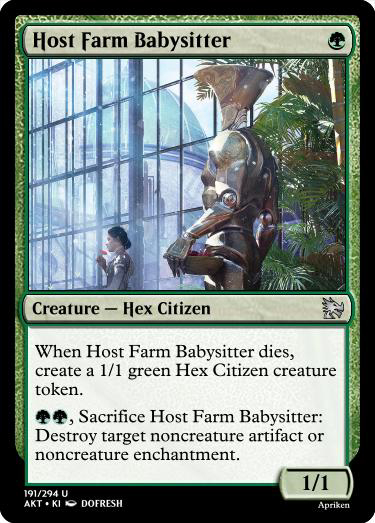 Host Farm Babysitter
Creature — Hex Citizen
When Host Farm Babysitter dies,
create a 1/1 green Hex Citizen creature
token.
, Sacrifice Host Farm Babysitter:
Destroy target noncreature artifact or
noncreature enchantment.
1/1
191/294 U
AKT • KI DOFRESH
Apriken